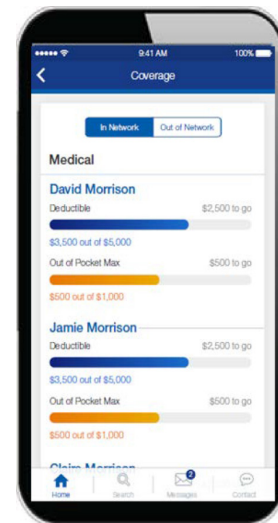 9:41 AM 100%
Coverage
In Network Out of Network
Medical
David Morrison
Deductible $2,500 to go
$3,500 out of $5,000
Out of Pocket Max $500 to go
$500 out of $1,000
Jamie Morrison
Deductible $2,500 to go
$3,500 out of $5,000
Out of Pocket Max $500 to go
$500 out of $1,000
Claire Morrison
2
Home Search Messages Contact